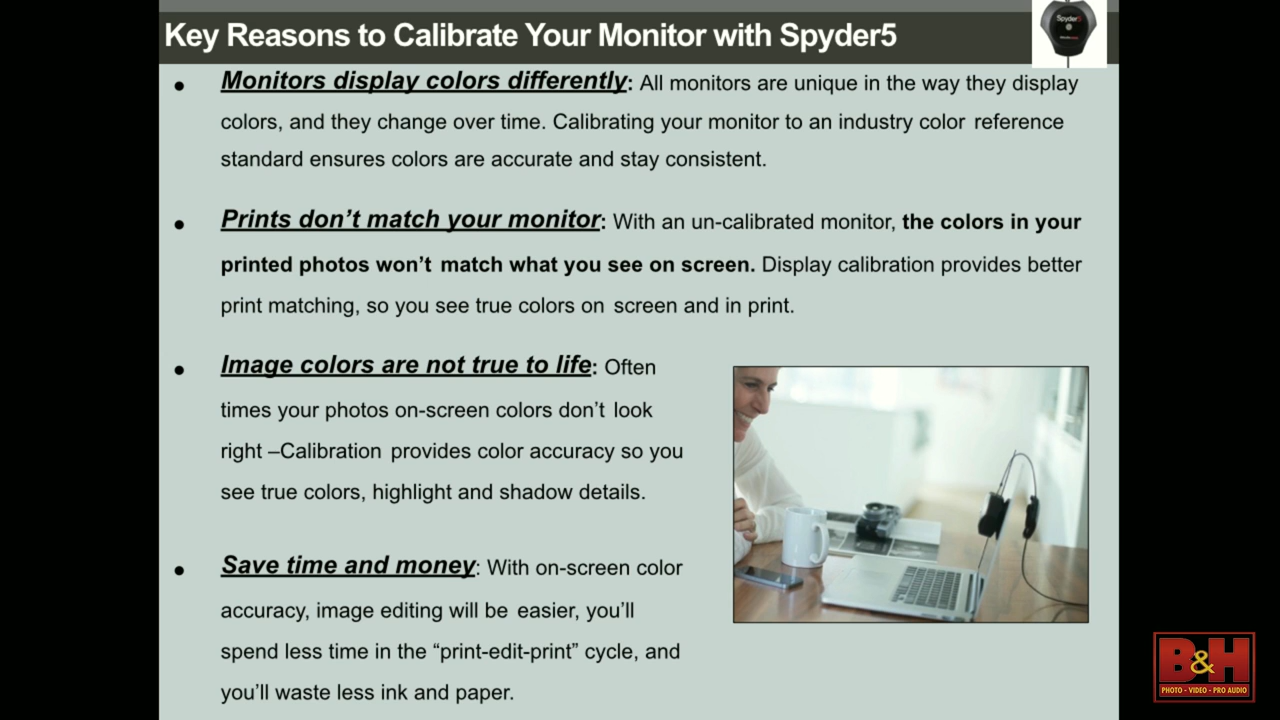 Key Reasons to Calibrate Your Monitor with Spyder5
Spyder5
• Monitors display colors differently: All monitors are unique in the way they display
colors, and they change over time. Calibrating your monitor to an industry color reference
standard ensures colors are accurate and stay consistent.
• Prints don’t match your monitor: With an un-calibrated monitor, the colors in your
printed photos won’t match what you see on screen. Display calibration provides better
print matching, so you see true colors on screen and in print.
• Image colors are not true to life: Often
times your photos on-screen colors don’t look
right –Calibration provides color accuracy so you
see true colors, highlight and shadow details.
• Save time and money: With on-screen color
accuracy, image editing will be easier, you’ll
spend less time in the “print-edit-print” cycle, and
you’ll waste less ink and paper.
B&H
PHOTO - VIDEO - PRO AUDIO